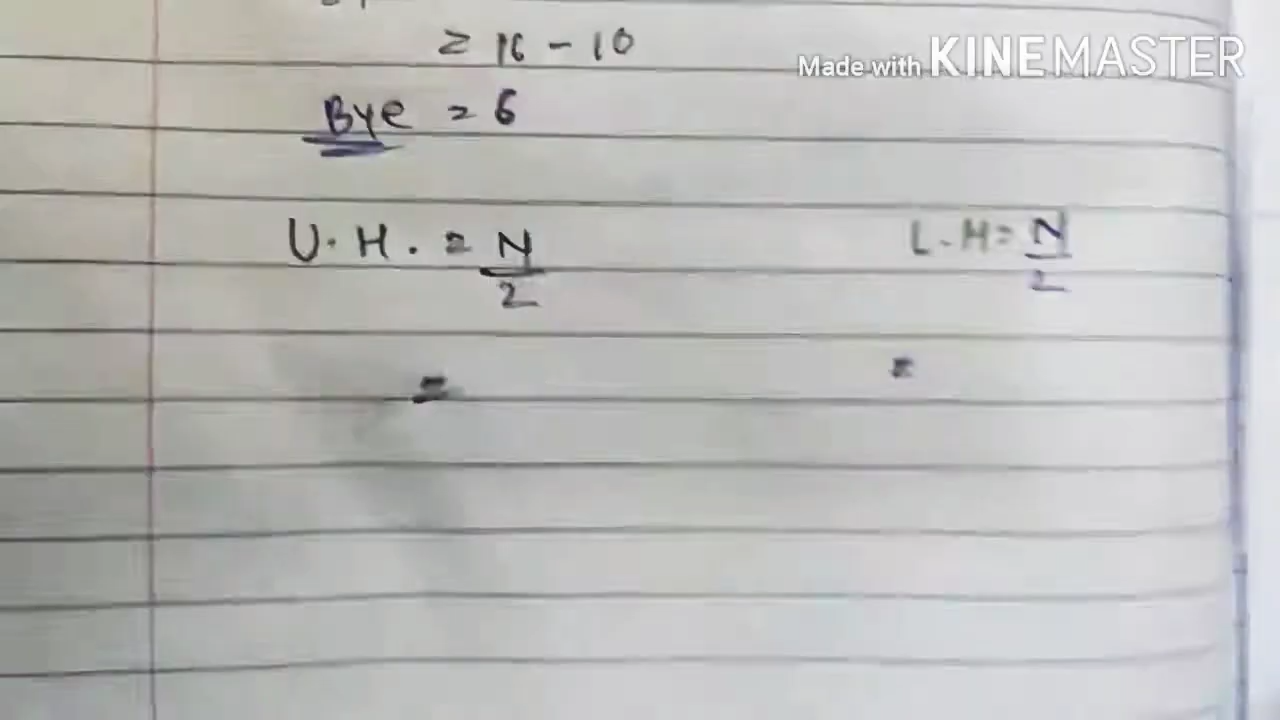 = 16 - 10
Made with KINEMASTER
Bye = 6
U.H. = N/2
L.H = N/2
=
=